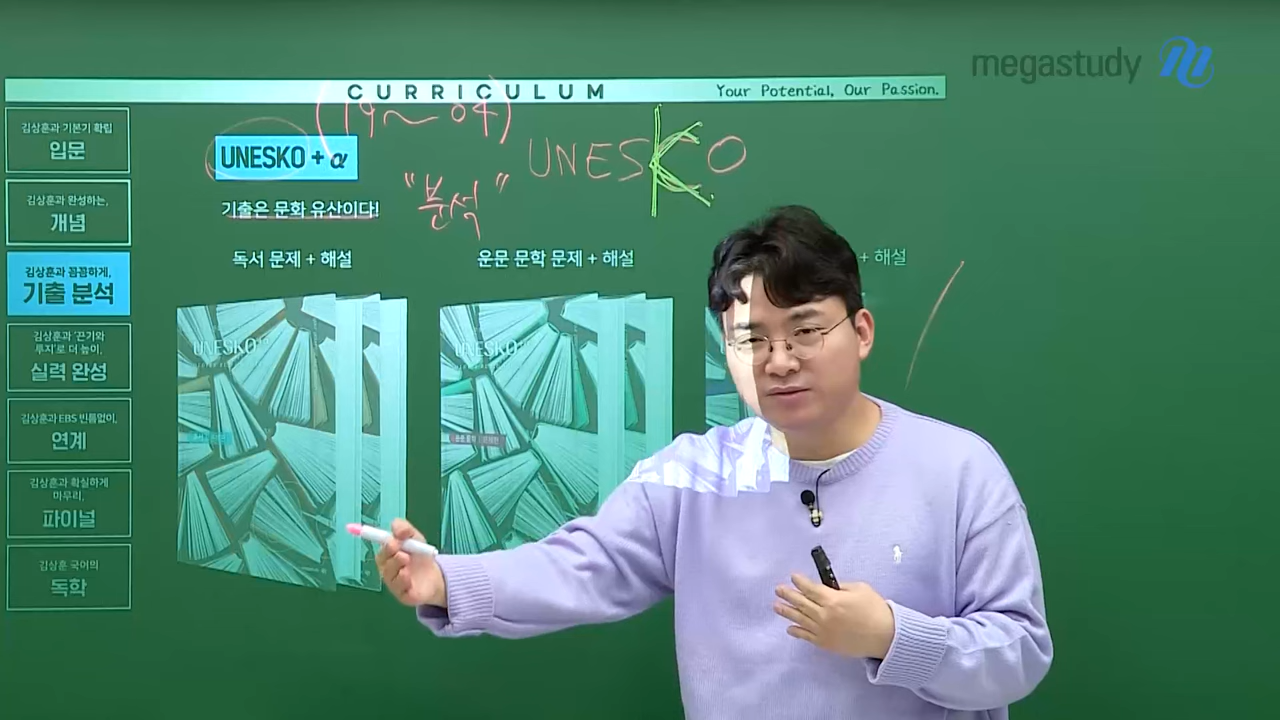 megastudy
CURRICULUM
Your Potential, Our Passion.
(19~04)
김상훈과 기본기 확립
입문
UNESKO + α
UNESKO
"분석"
김상훈과 완성하는,
개념
기출은 문화 유산이다!
독서 문제 + 해설
운문 문학 문제 + 해설
+ 해설
김상훈과 꼼꼼하게,
기출 분석
김상훈과 '끈기와
루지'로 더 높이,
실력 완성
UNESKO
UNESKO
김상훈과 EBS 빈틈없이,
연계
김상훈과 확실하게
마무리,
파이널
김상훈 국어의
독학